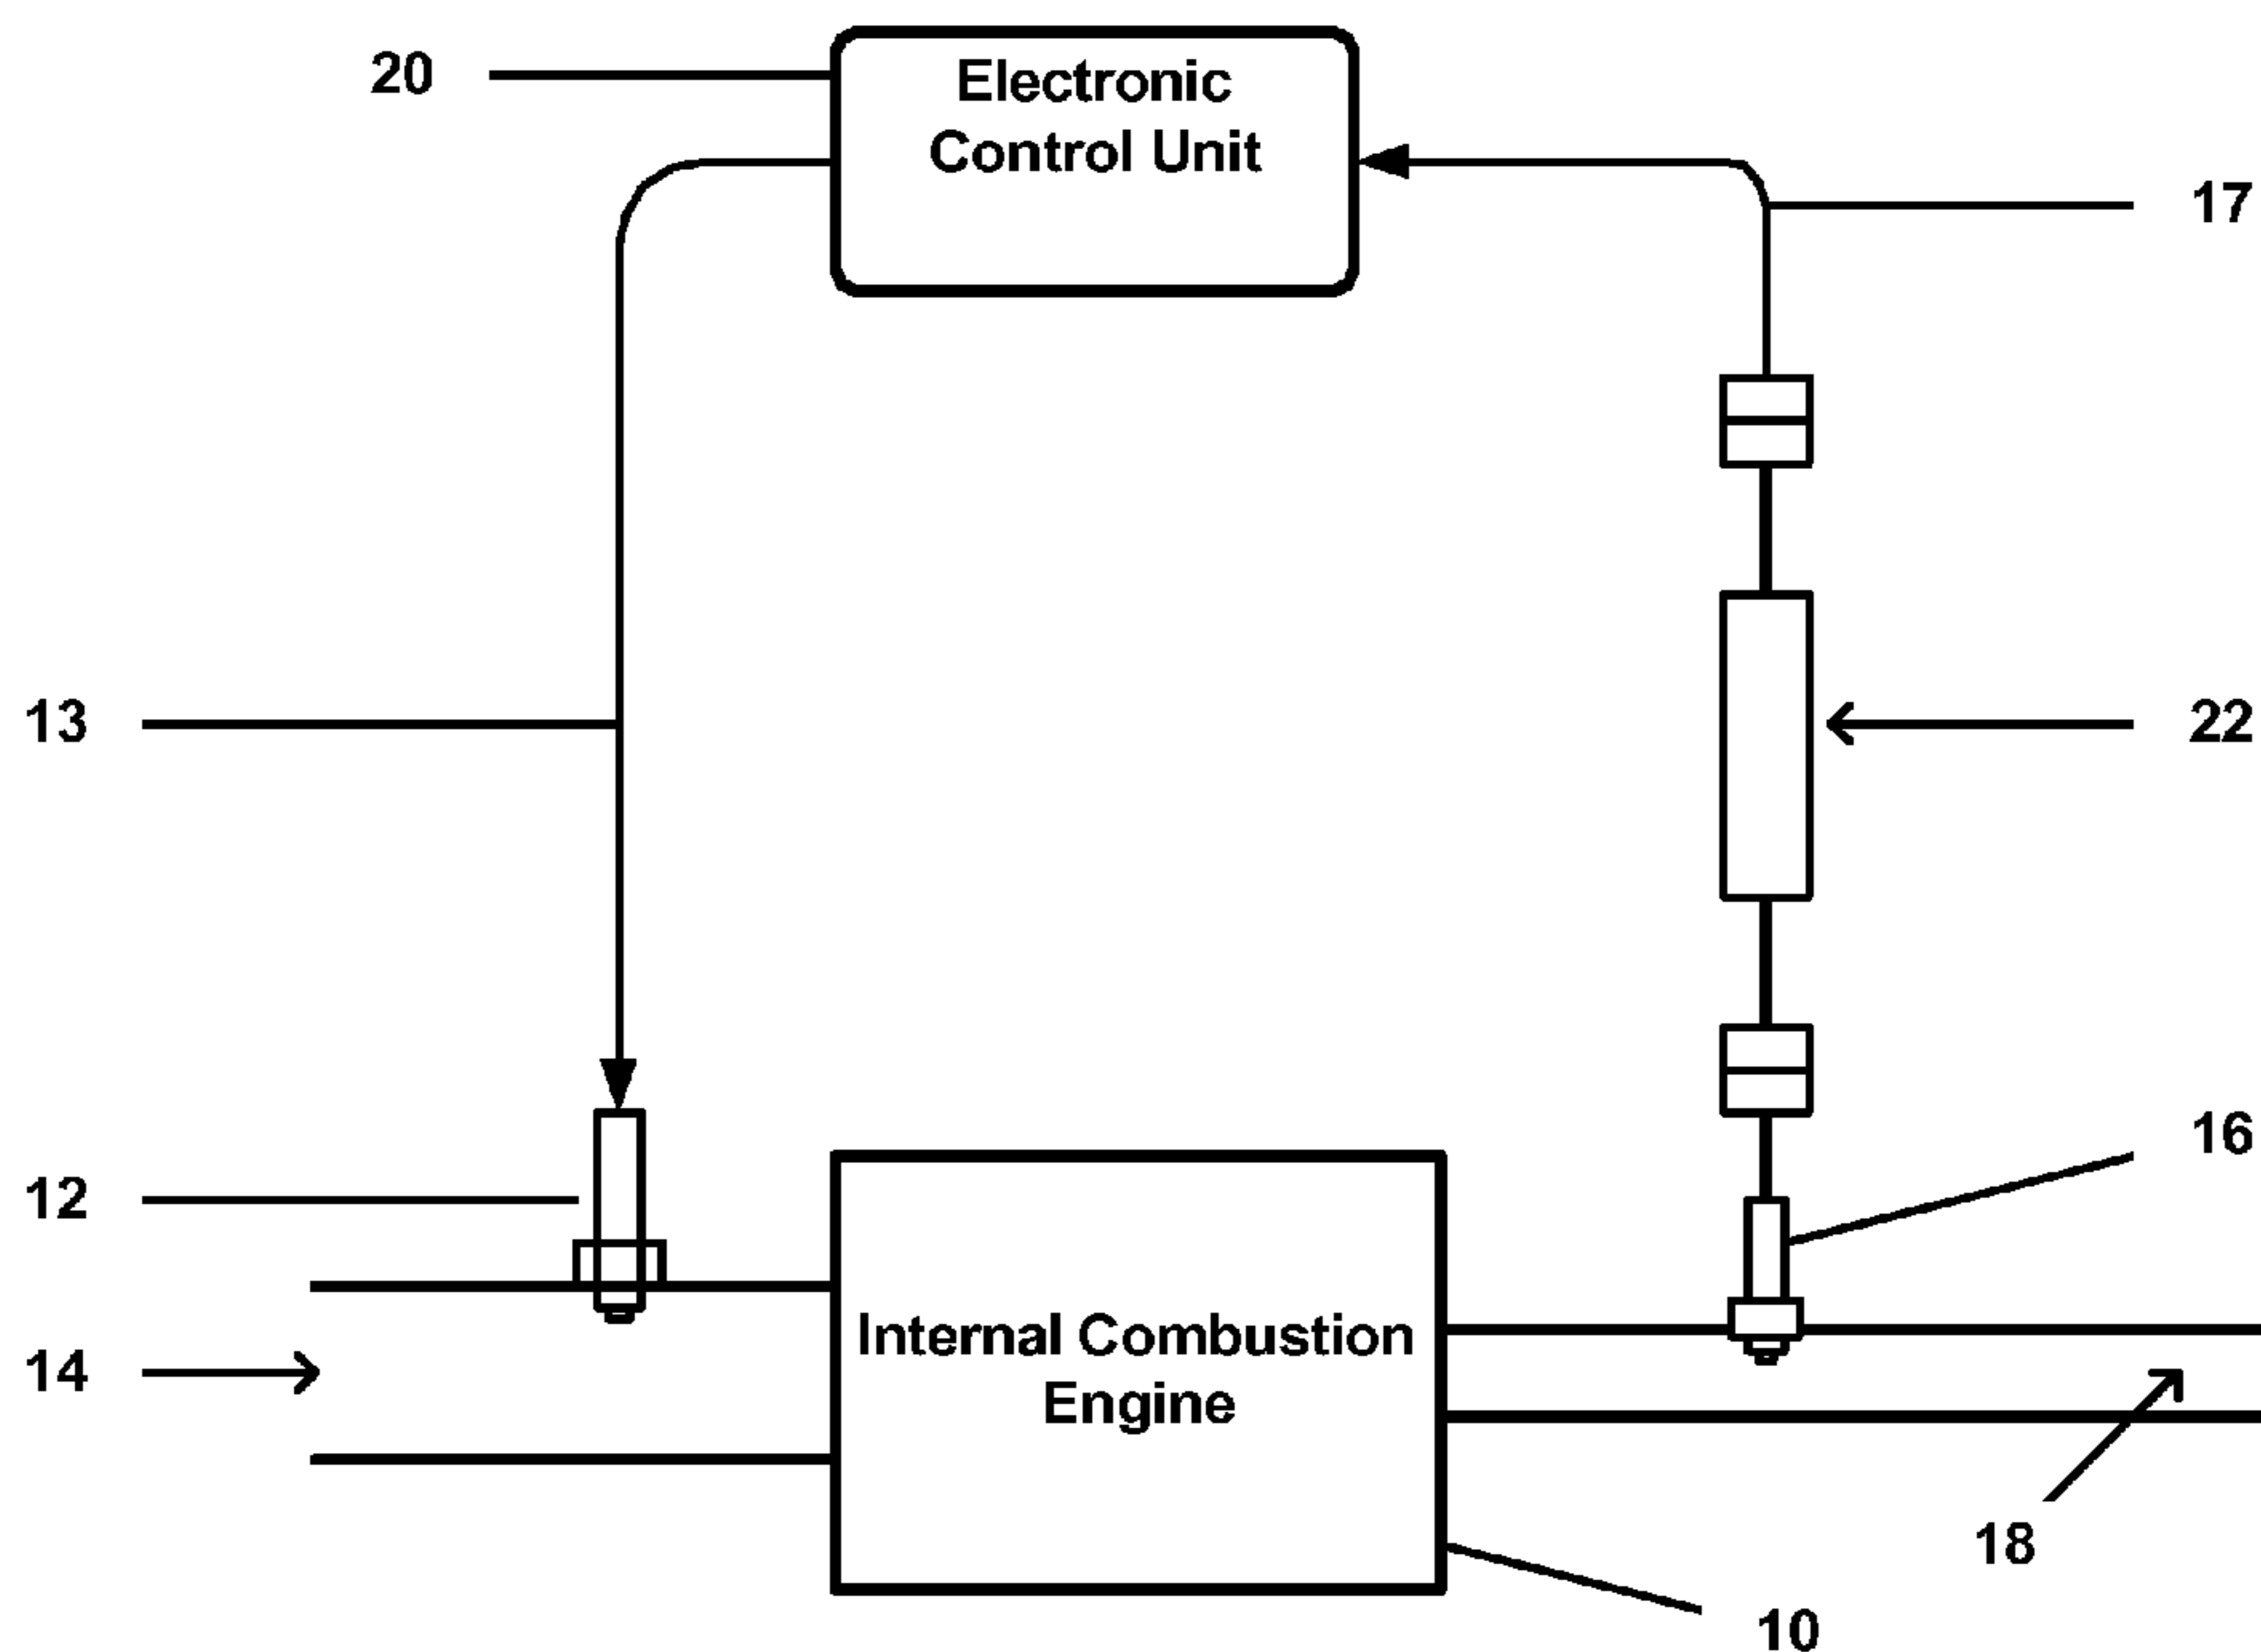 20
Electronic
Control Unit
17
13
22
16
12
Internal Combustion
Engine
14
18
10